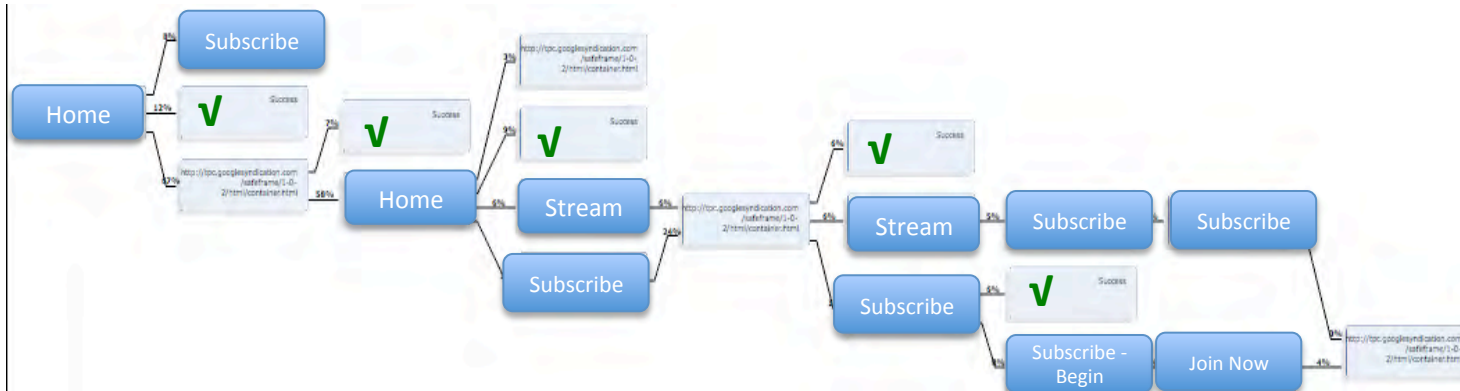 Subscribe
Home
12%
√
Success
http://tpc.googlesyndication.com
/safeframe/1-0-
2/html/container.html
7%
√
Success
58%
Home
3%
http://tpc.googlesyndication.com
/safeframe/1-0-
2/html/container.html
9%
√
Success
6%
Stream
Subscribe
6%
24%
http://tpc.googlesyndication.com
/safeframe/1-0-
2/html/container.html
6%
√
Success
6%
Stream
5%
Subscribe
Subscribe
Subscribe
6%
√
Success
Subscribe -
Begin
Join Now
4%
http://tpc.googlesyndication.com
/safeframe/1-0-
2/html/container.html